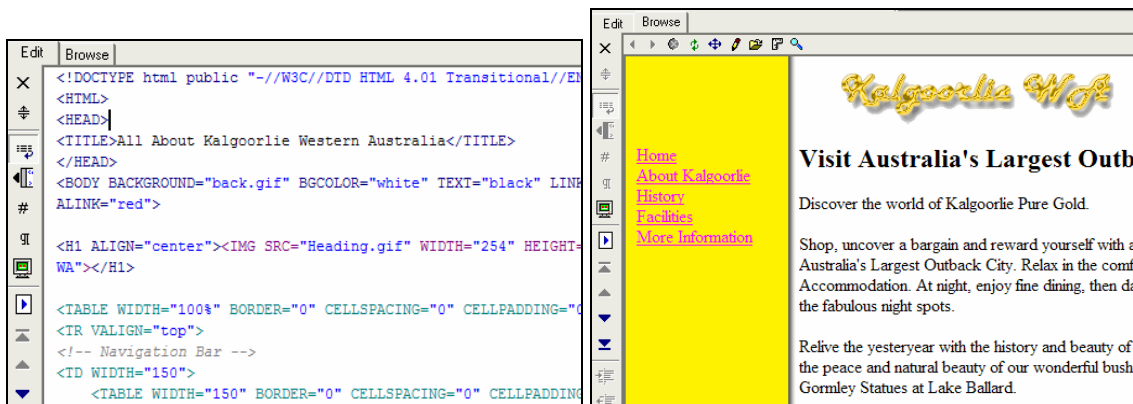 Edit Browse
<!DOCTYPE html public "-//W3C//DTD HTML 4.01 Transitional//EN
<HTML>
<HEAD>
<TITLE>All About Kalgoorlie Western Australia</TITLE>
</HEAD>
<BODY BACKGROUND="back.gif" BGCOLOR="white" TEXT="black" LINK
ALINK="red">
<H1 ALIGN="center"><IMG SRC="Heading.gif" WIDTH="254" HEIGHT=
WA"></H1>
<TABLE WIDTH="100%" BORDER="0" CELLSPACING="0" CELLPADDING="0
<TR VALIGN="top">
<!-- Navigation Bar -->
<TD WIDTH="150">
<TABLE WIDTH="150" BORDER="0" CELLSPACING="0" CELLPADDING
Edit Browse
Kalgoorlie WA
Home
About Kalgoorlie
History
Facilities
More Information
Visit Australia's Largest Outb
Discover the world of Kalgoorlie Pure Gold.
Shop, uncover a bargain and reward yourself with a
Australia's Largest Outback City. Relax in the comf
Accommodation. At night, enjoy fine dining, then da
the fabulous night spots.
Relive the yesteryear with the history and beauty of
the peace and natural beauty of our wonderful bush
Gormley Statues at Lake Ballard.